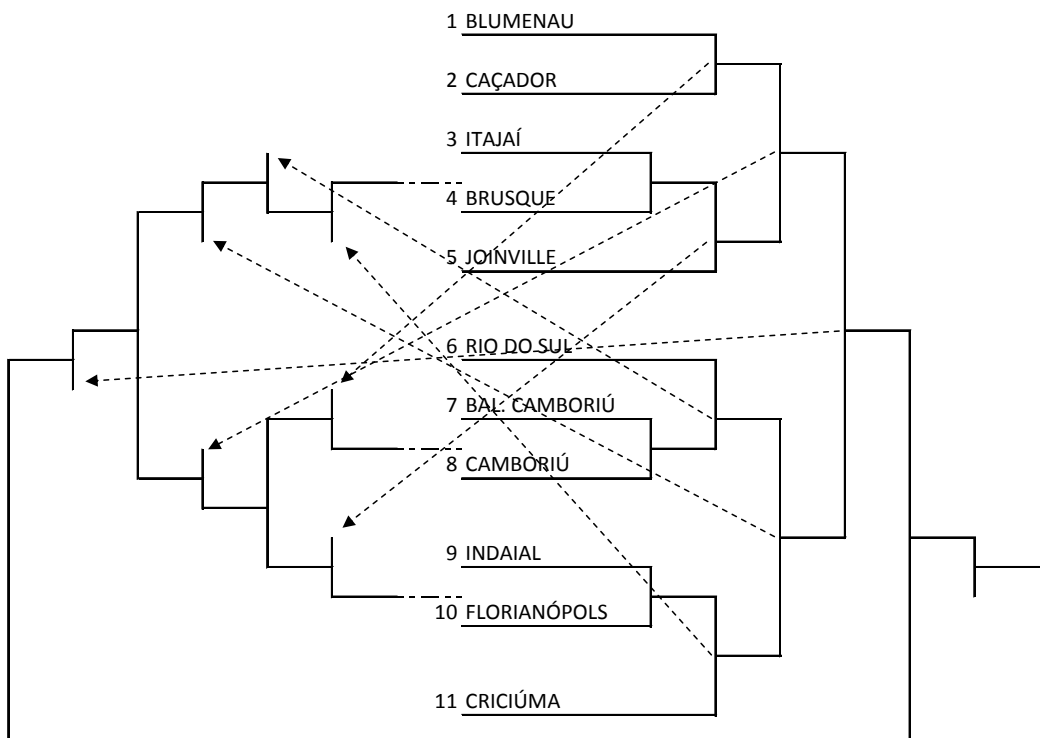 1 BLUMENAU
2 CAÇADOR
3 ITAJAÍ
4 BRUSQUE
5 JOINVILLE
6 RIO DO SUL
7 BAL. CAMBORIÚ
8 CAMBORIÚ
9 INDAIAL
10 FLORIANÓPOLS
11 CRICIÚMA